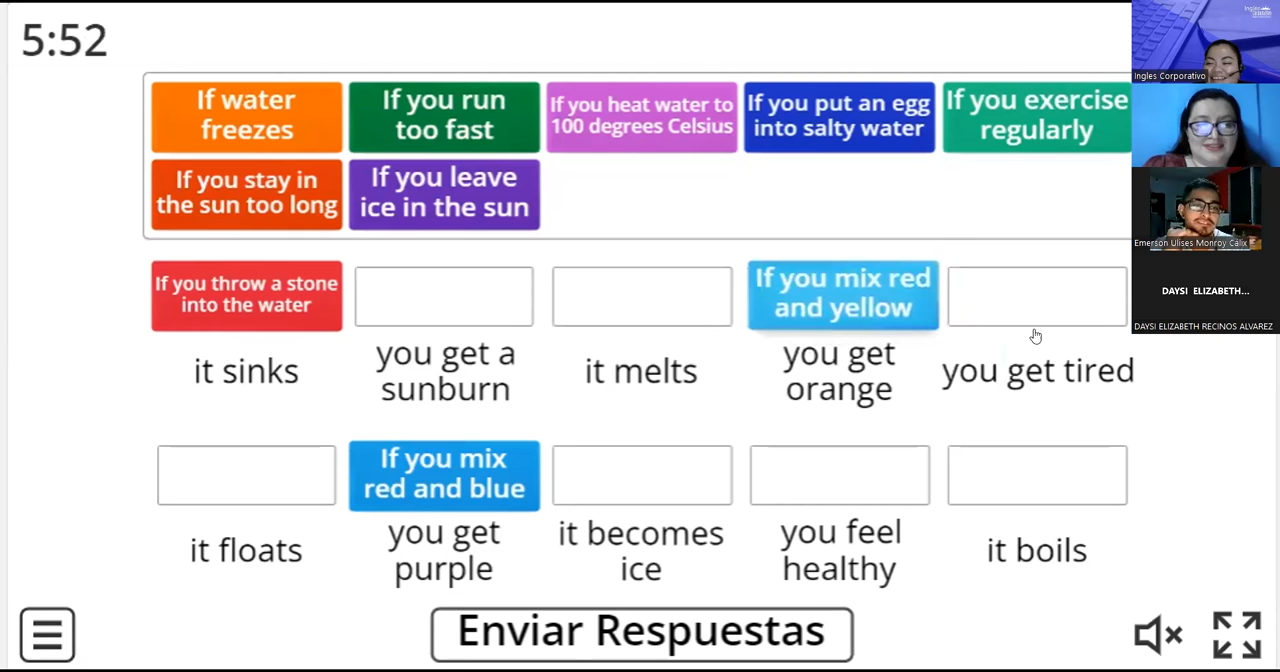 5:52
If water
freezes
If you run
too fast
If you heat water to
100 degrees Celsius
If you put an egg
into salty water
If you exercise
regularly
If you stay in
the sun too long
If you leave
ice in the sun
If you throw a stone
into the water
If you mix red
and yellow
it sinks
you get a
sunburn
it melts
you get
orange
you get tired
If you mix
red and blue
it floats
you get
purple
it becomes
ice
you feel
healthy
it boils
Enviar Respuestas
Ingles Corporativo
Emerson Ulises Monroy Cálix
DAYSI ELIZABETH...
DAYSI ELIZABETH RECINOS ALVAREZ